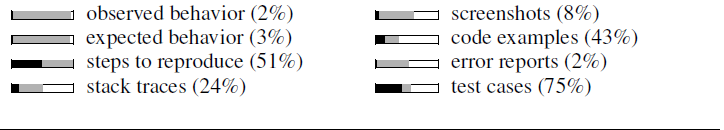 observed behavior (2%)
expected behavior (3%)
steps to reproduce (51%)
stack traces (24%)
screenshots (8%)
code examples (43%)
error reports (2%)
test cases (75%)